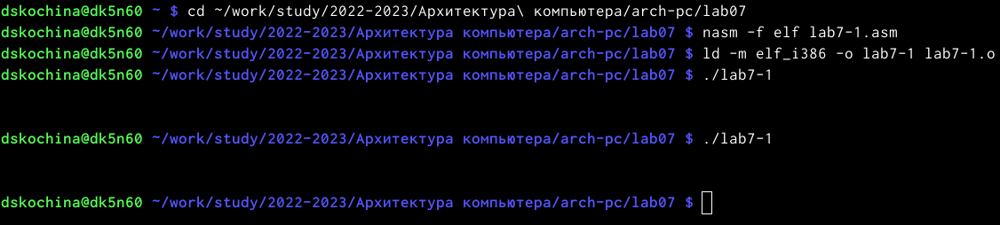 dskochina@dk5n60 ~ $ cd ~/work/study/2022-2023/Архитектура\ компьютера/arch-pc/lab07
dskochina@dk5n60 ~/work/study/2022-2023/Архитектура компьютера/arch-pc/lab07 $ nasm -f elf lab7-1.asm
dskochina@dk5n60 ~/work/study/2022-2023/Архитектура компьютера/arch-pc/lab07 $ ld -m elf_i386 -o lab7-1 lab7-1.o
dskochina@dk5n60 ~/work/study/2022-2023/Архитектура компьютера/arch-pc/lab07 $ ./lab7-1
dskochina@dk5n60 ~/work/study/2022-2023/Архитектура компьютера/arch-pc/lab07 $ ./lab7-1
dskochina@dk5n60 ~/work/study/2022-2023/Архитектура компьютера/arch-pc/lab07 $